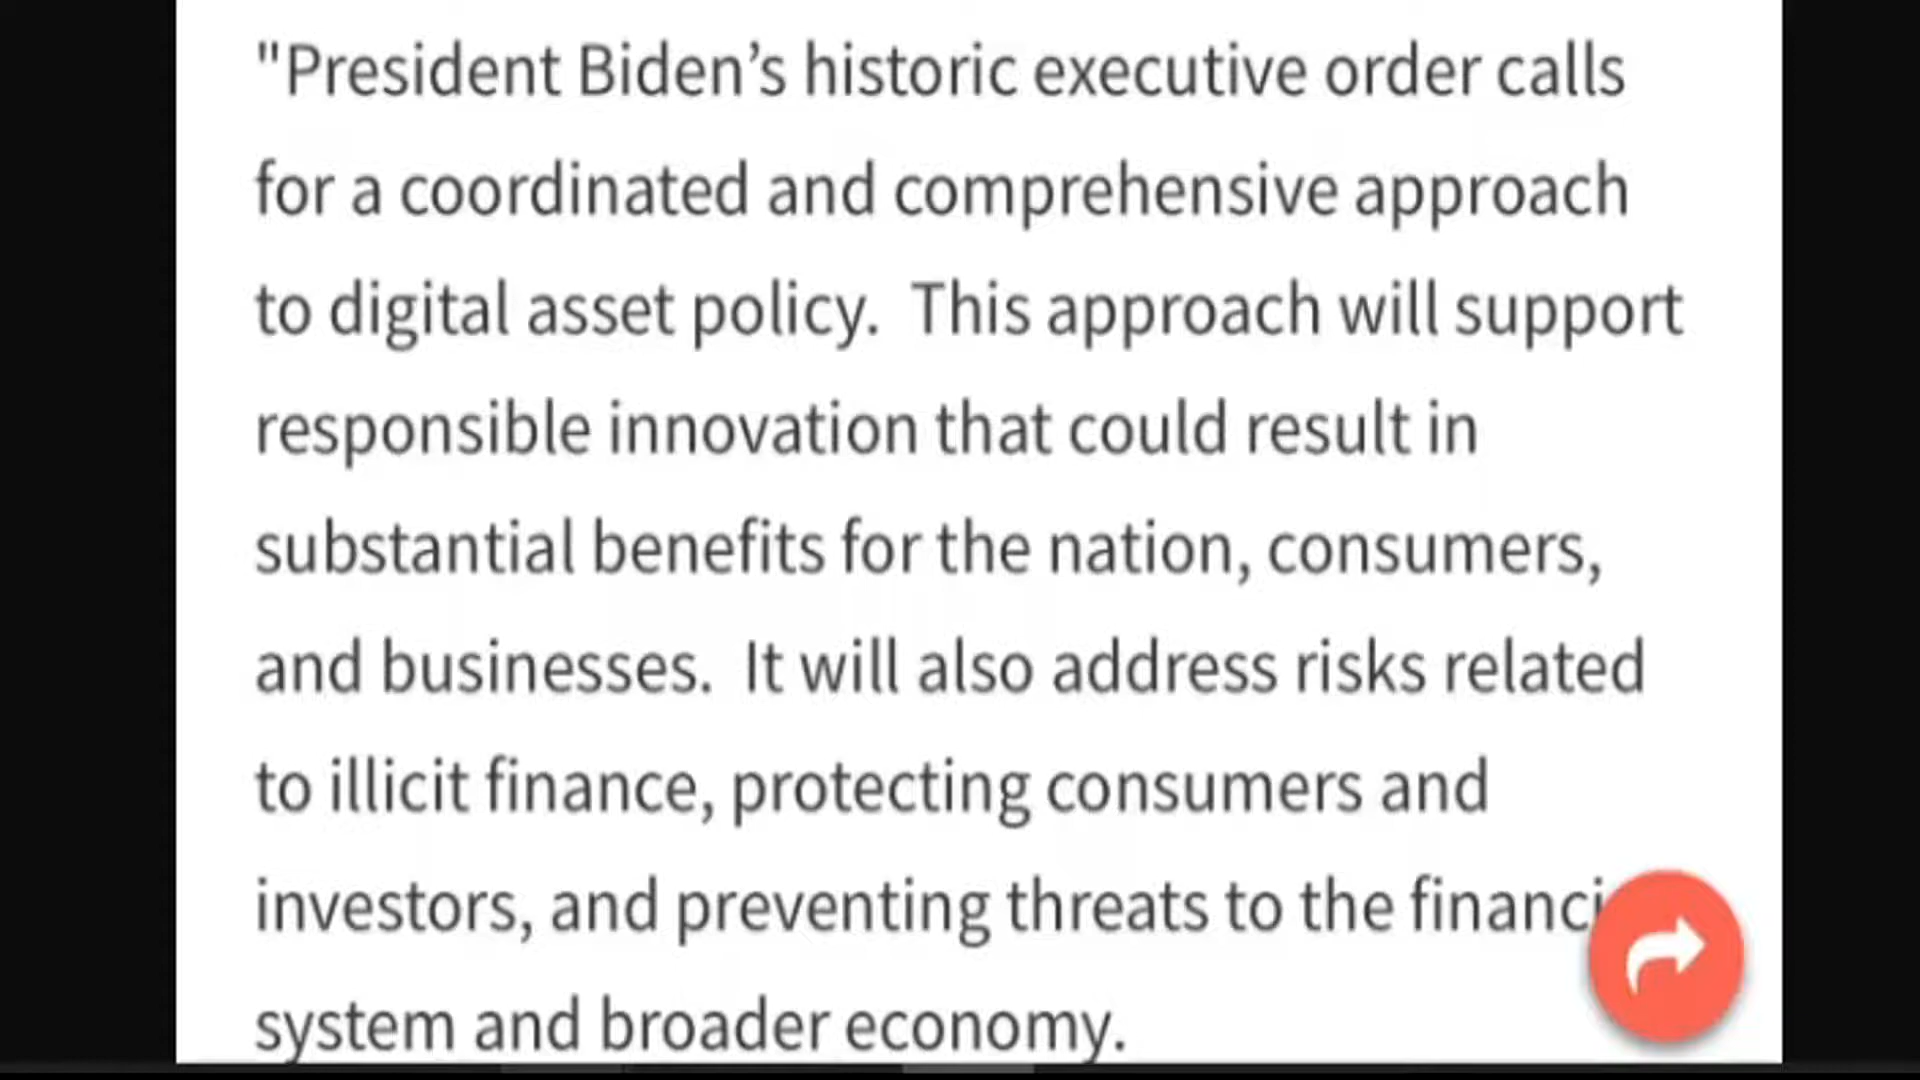 "President Biden’s historic executive order calls
for a coordinated and comprehensive approach
to digital asset policy.  This approach will support
responsible innovation that could result in
substantial benefits for the nation, consumers,
and businesses.  It will also address risks related
to illicit finance, protecting consumers and
investors, and preventing threats to the financi
system and broader economy.